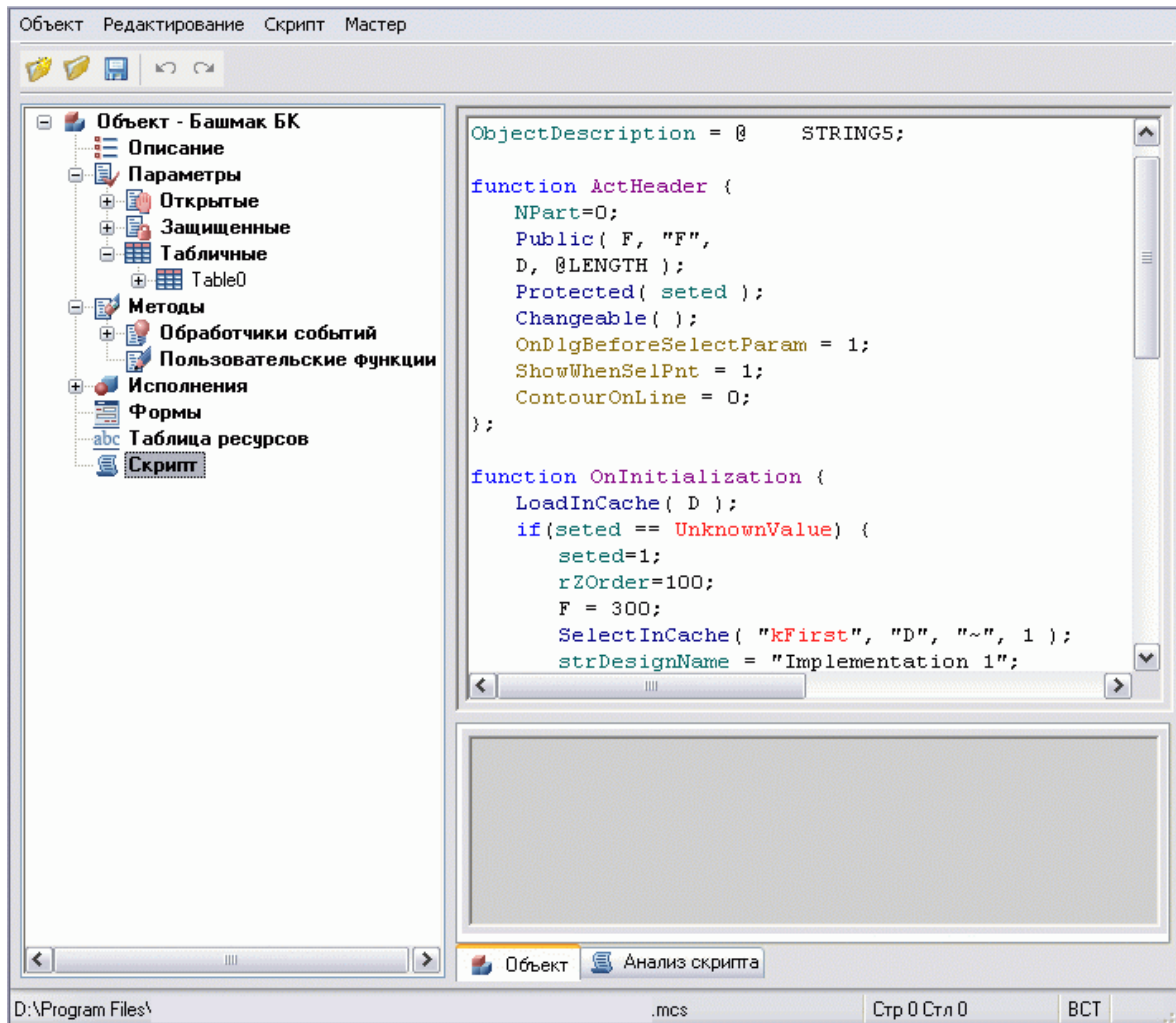 Объект Редактирование Скрипт Мастер
Объект - Башмак БК
Описание
Параметры
Открытые
Защищенные
Табличные
Table0
Методы
Обработчики событий
Пользовательские функции
Исполнения
Формы
abc Таблица ресурсов
Скрипт
ObjectDescription = @ STRING5;
function ActHeader {
NPart=0;
Public( F, "F",
D, @LENGTH );
Protected( seted );
Changeable( );
OnDlgBeforeSelectParam = 1;
ShowWhenSelPnt = 1;
ContourOnLine = 0;
};
function OnInitialization {
LoadInCache( D );
if(seted == UnknownValue) {
seted=1;
rZOrder=100;
F = 300;
SelectInCache( "kFirst", "D", "~", 1 );
strDesignName = "Implementation 1";
Объект Анализ скрипта
D:\Program Files\ .mcs Стр 0 Стл 0 ВСТ